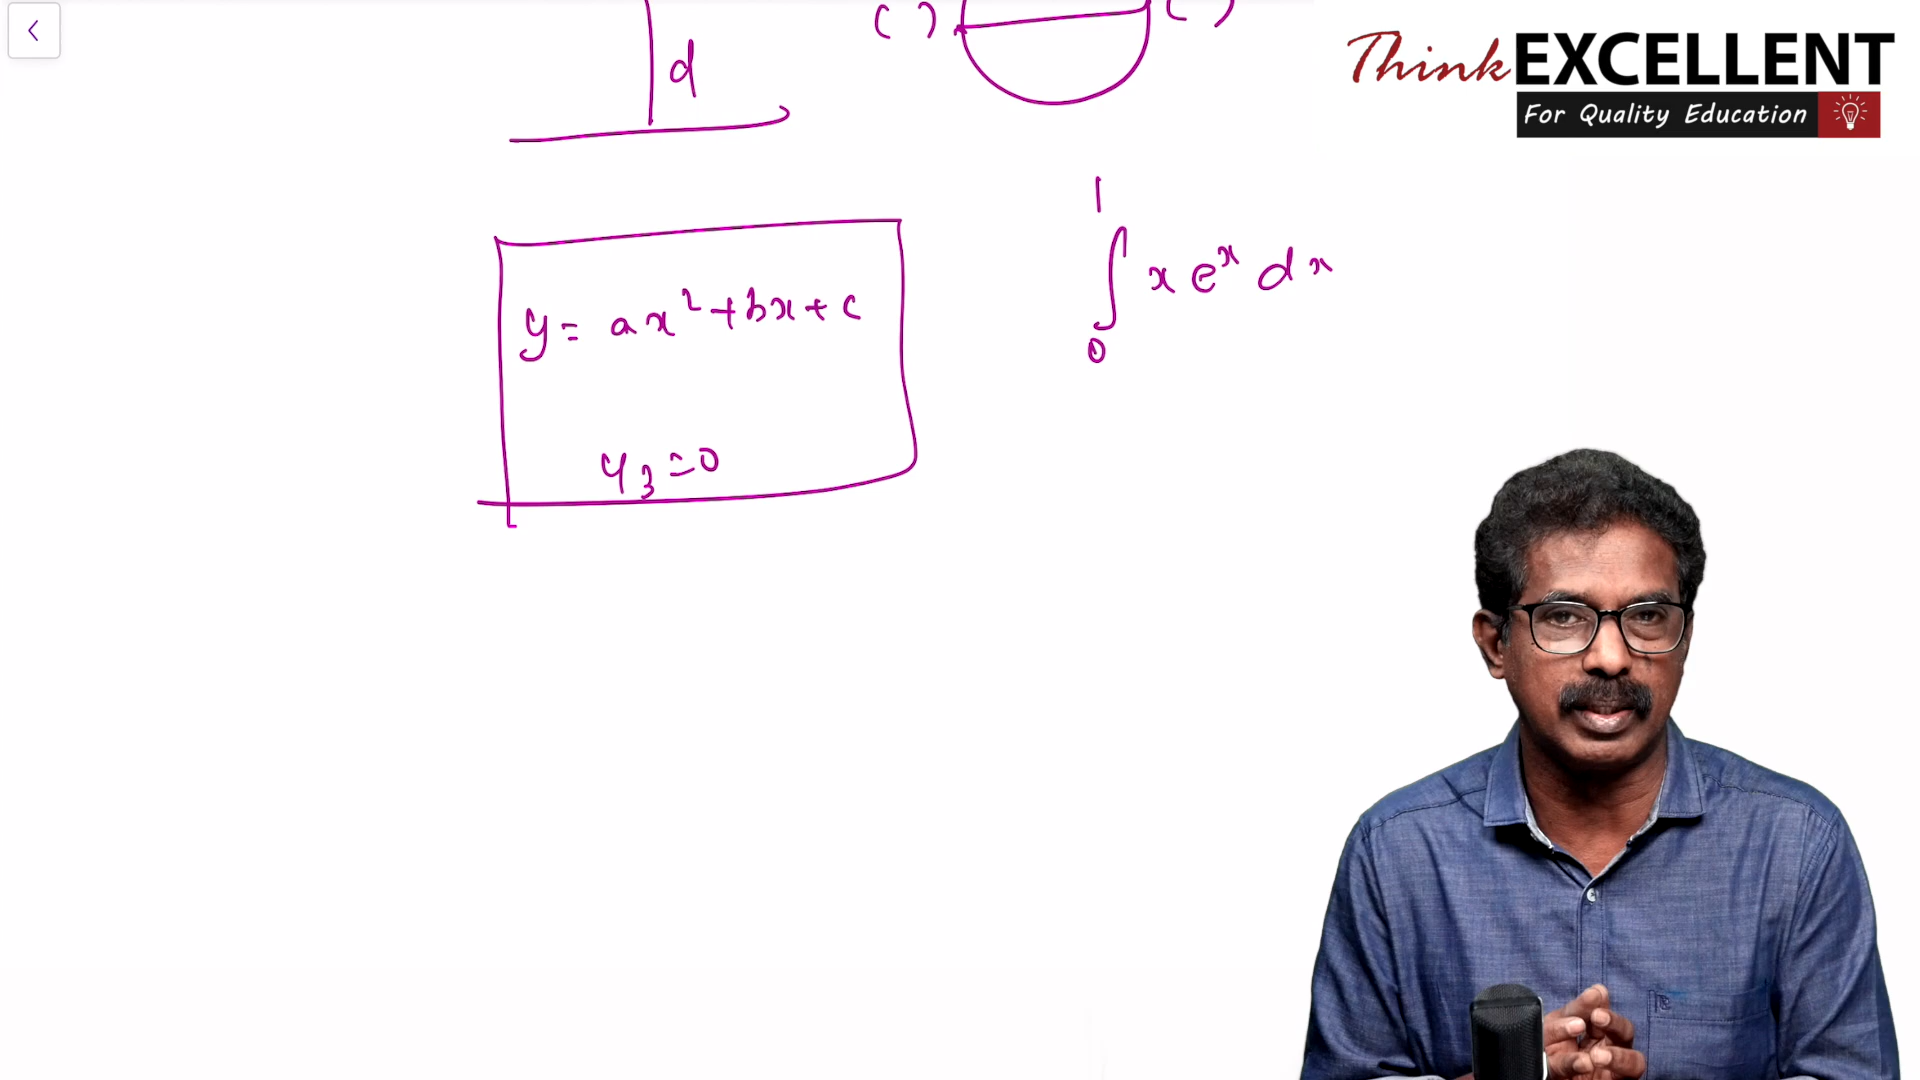 ( )
( )
d
Think EXCELLENT
For Quality Education
1
∫ x eˣ dx
0
y = ax² + bx + c
y₃ = 0